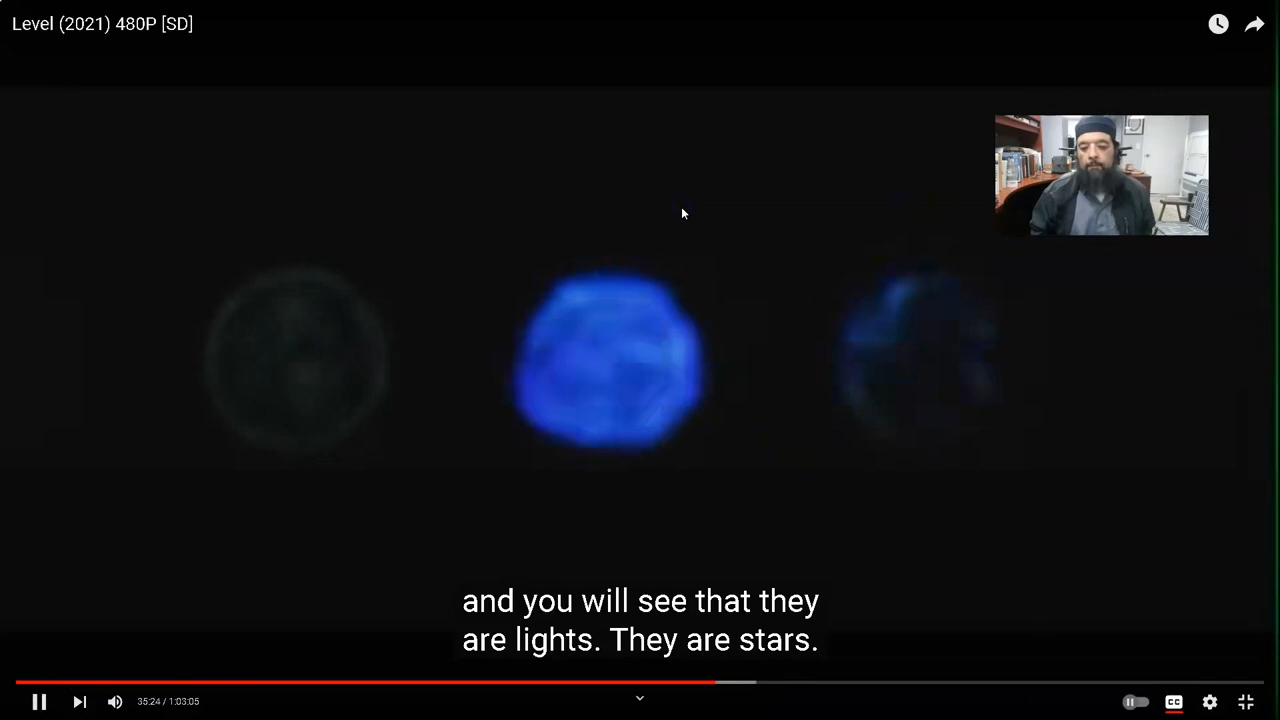 Level (2021) 480P [SD]
and you will see that they
are lights. They are stars.
35:24 / 1:03:05
CC